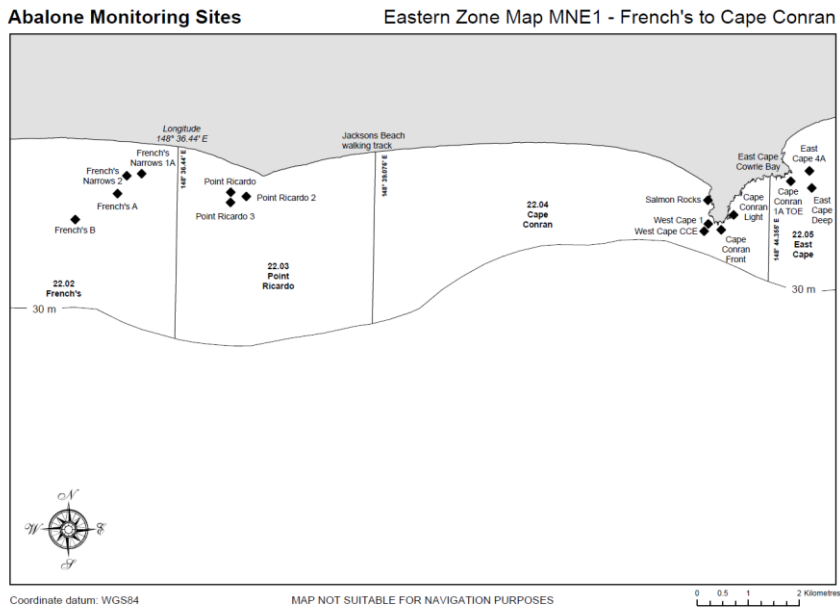 Abalone Monitoring Sites
Eastern Zone Map MNE1 - French's to Cape Conran
Longitude
148° 36.44' E
148° 36.44' E
Jacksons Beach
walking track
148° 39.076' E
French's
Narrows 1A
French's
Narrows 2
French's A
French's B
22.02
French's
30 m
Point Ricardo
Point Ricardo 2
Point Ricardo 3
22.03
Point
Ricardo
22.04
Cape
Conran
Salmon Rocks
West Cape 1
West Cape CCE
Cape
Conran
Front
Cape
Conran
Light
East Cape
Cowrie Bay
148° 44.355' E
Cape
Conran
1A TOE
East
Cape 4A
East
Cape
Deep
22.05
East
Cape
30 m
N
W
E
S
Coordinate datum: WGS84
MAP NOT SUITABLE FOR NAVIGATION PURPOSES
0 0.5 1 2 Kilometres